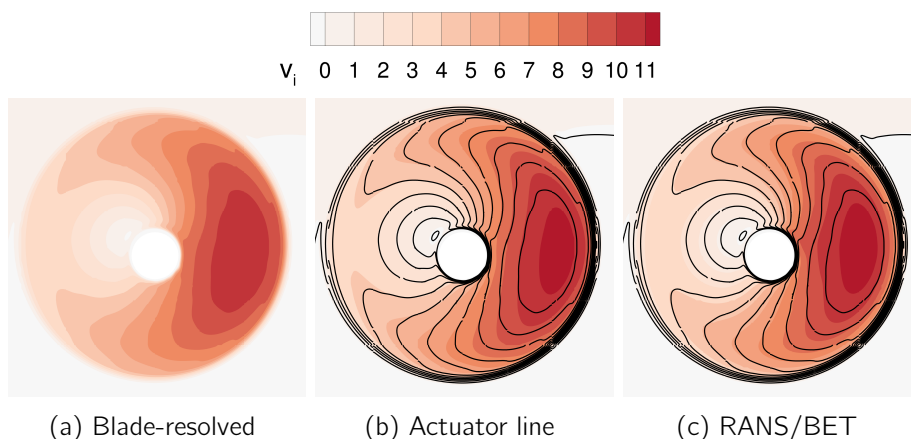 v_i 0 1 2 3 4 5 6 7 8 9 10 11
(a) Blade-resolved (b) Actuator line (c) RANS/BET